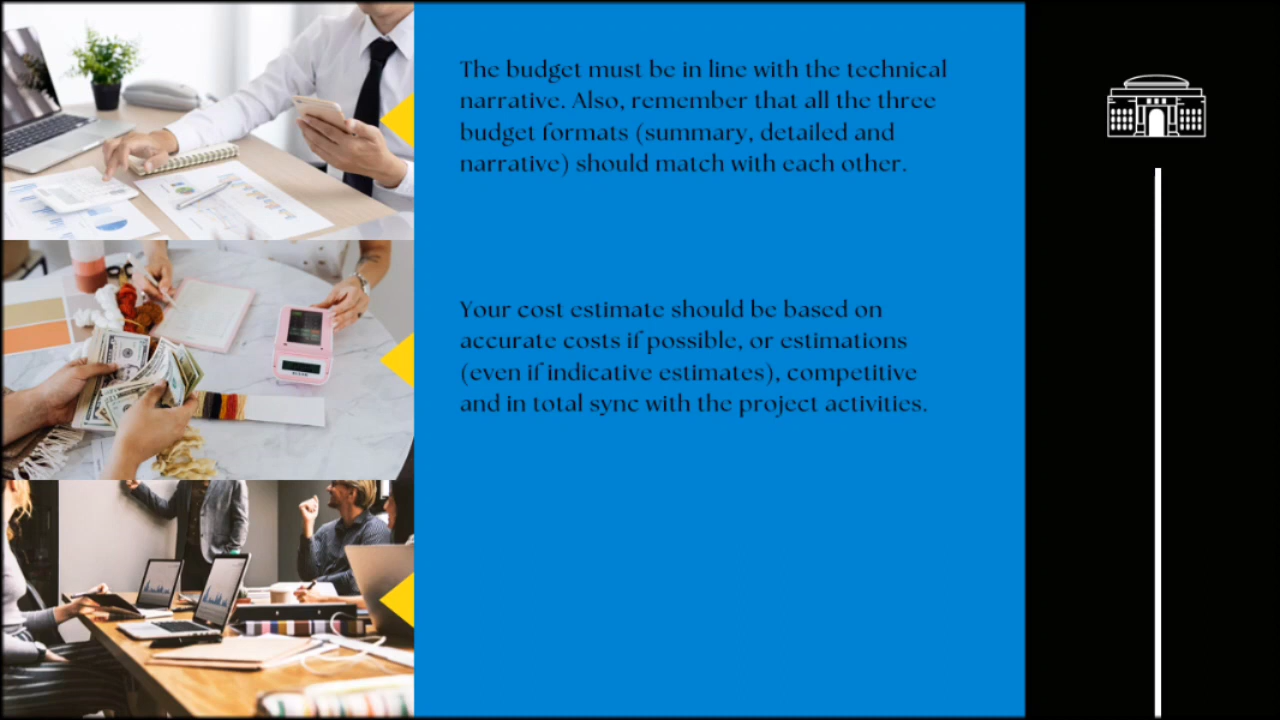 The budget must be in line with the technical
narrative. Also, remember that all the three
budget formats (summary, detailed and
narrative) should match with each other.
Your cost estimate should be based on
accurate costs if possible, or estimations
(even if indicative estimates), competitive
and in total sync with the project activities.